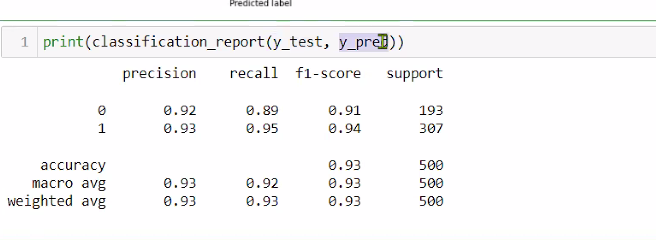 Predicted label
1 print(classification_report(y_test, y_pred))
precision recall f1-score support
0 0.92 0.89 0.91 193
1 0.93 0.95 0.94 307
accuracy 0.93 500
macro avg 0.93 0.92 0.93 500
weighted avg 0.93 0.93 0.93 500